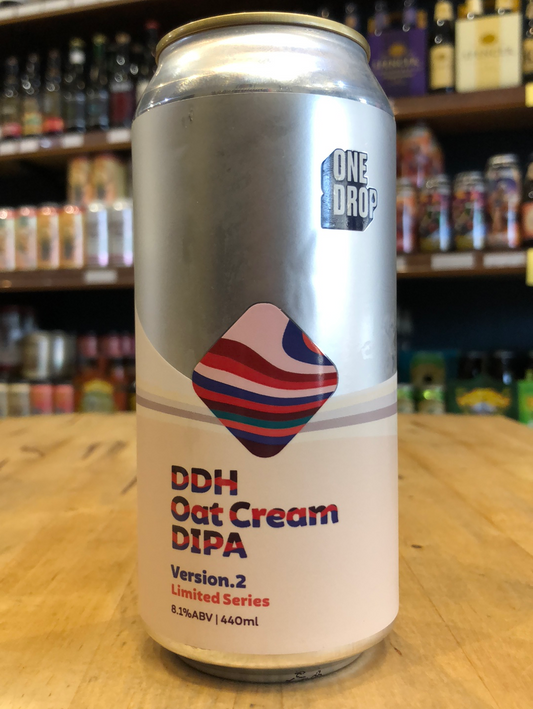 ONE
DROP
DDH
Oat Cream
DIPA
Version.2
Limited Series
8.1%ABV | 440ml